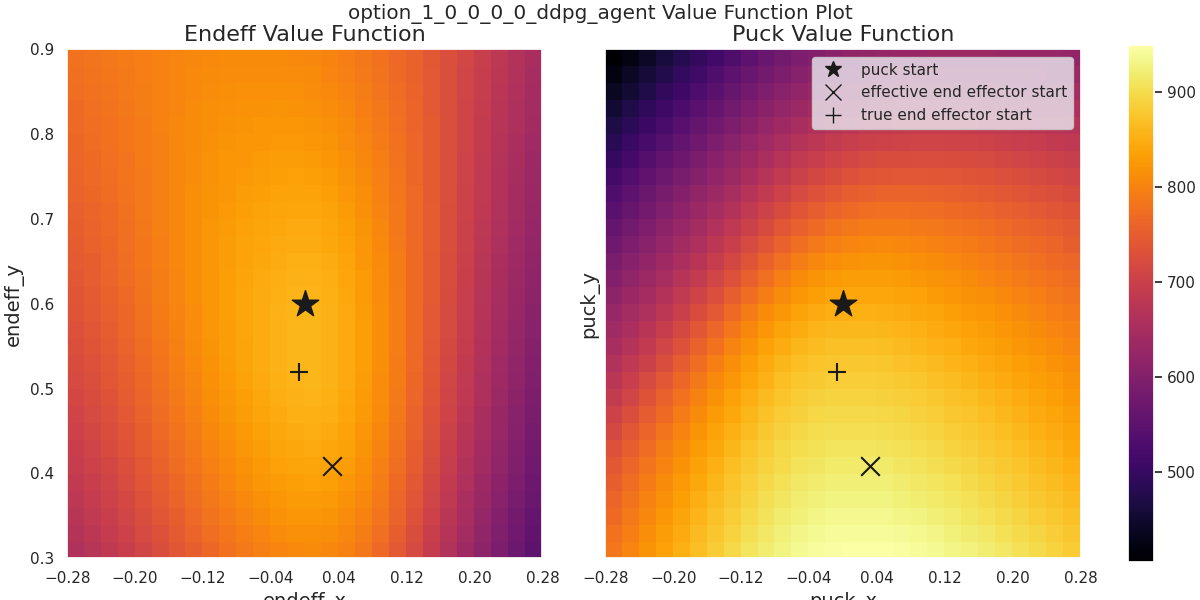 option_1_0_0_0_0_ddpg_agent Value Function Plot
Endeff Value Function
0.9
0.8
0.7
0.6
0.5
0.4
0.3
endeff_y
−0.28 −0.20 −0.12 −0.04 0.04 0.12 0.20 0.28
endeff_x
Puck Value Function
puck start
effective end effector start
true end effector start
puck_y
−0.28 −0.20 −0.12 −0.04 0.04 0.12 0.20 0.28
puck_x
900
800
700
600
500